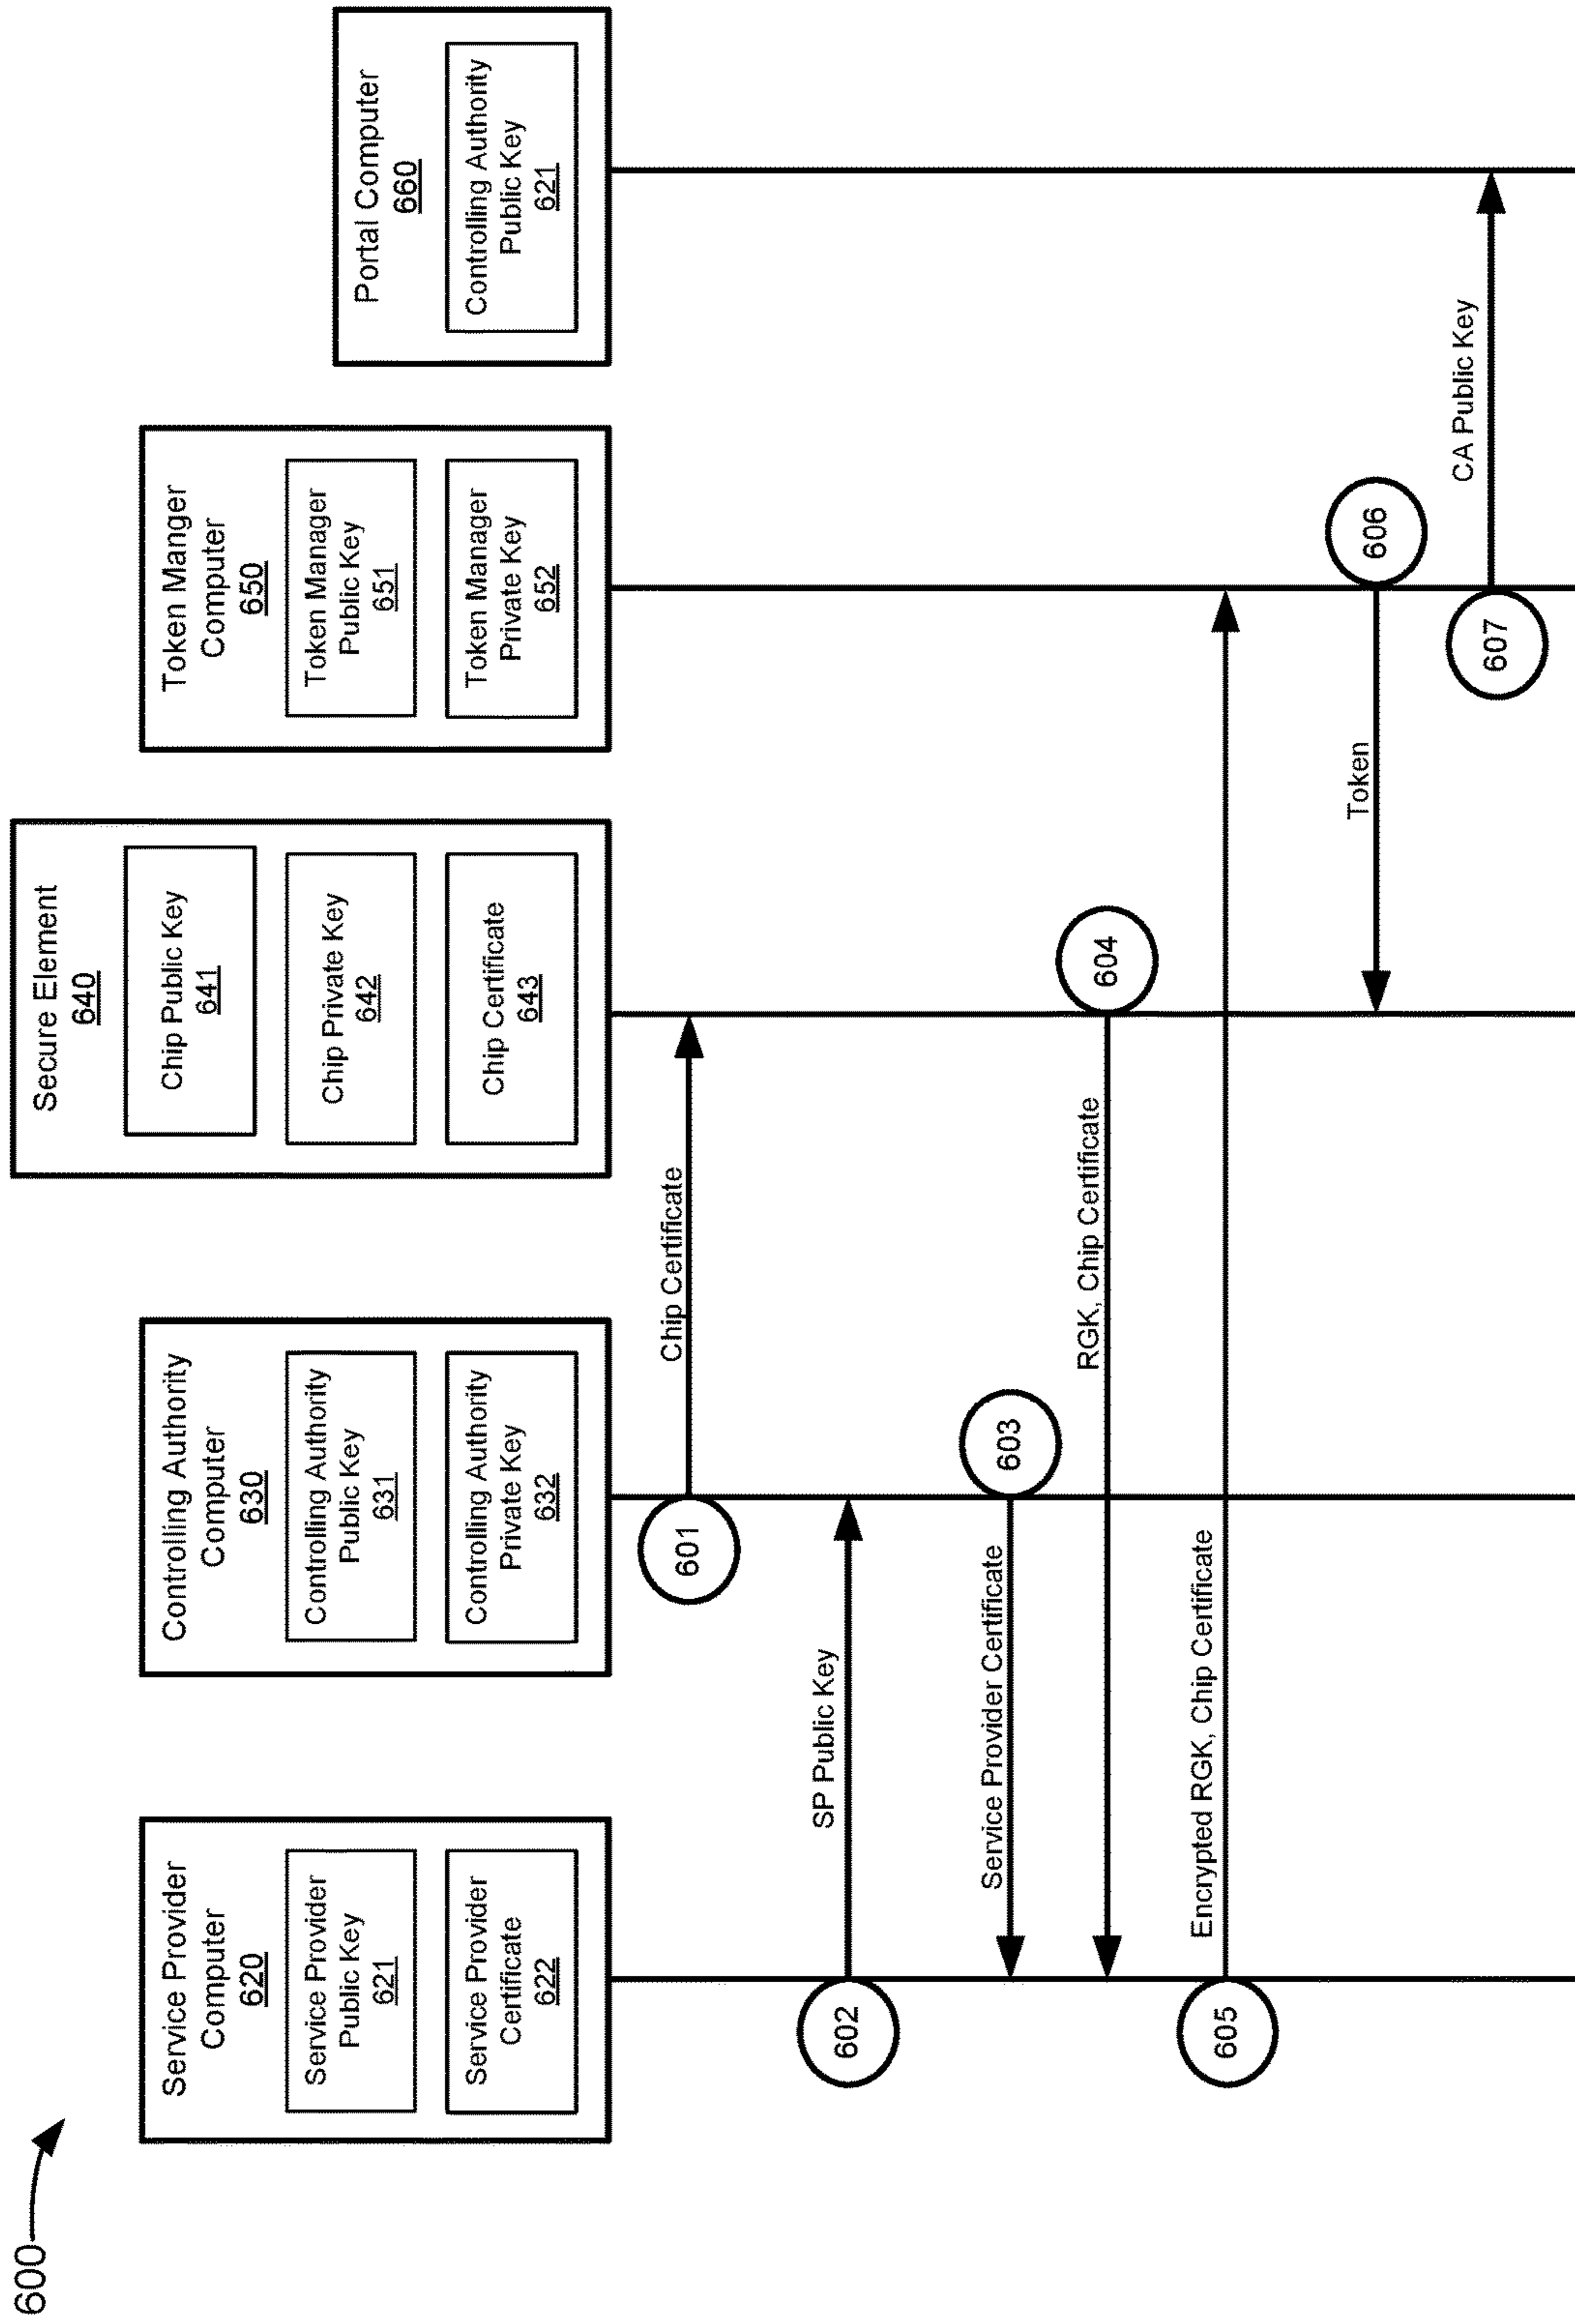 600
Service Provider
Computer
620
Service Provider
Public Key
621
Service Provider
Certificate
622
Controlling Authority
Computer
630
Controlling Authority
Public Key
631
Controlling Authority
Private Key
632
Secure Element
640
Chip Public Key
641
Chip Private Key
642
Chip Certificate
643
Token Manger
Computer
650
Token Manager
Public Key
651
Token Manager
Private Key
652
Portal Computer
660
Controlling Authority
Public Key
621
601
Chip Certificate
602
SP Public Key
603
Service Provider Certificate
604
RGK, Chip Certificate
605
Encrypted RGK, Chip Certificate
606
Token
607
CA Public Key